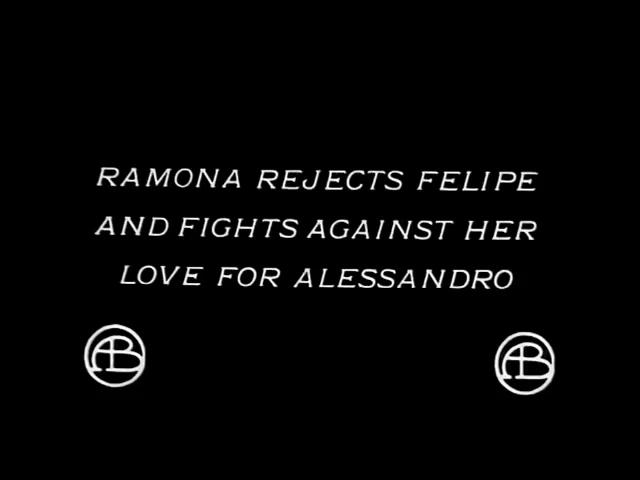 RAMONA REJECTS FELIPE
AND FIGHTS AGAINST HER
LOVE FOR ALESSANDRO
AB AB